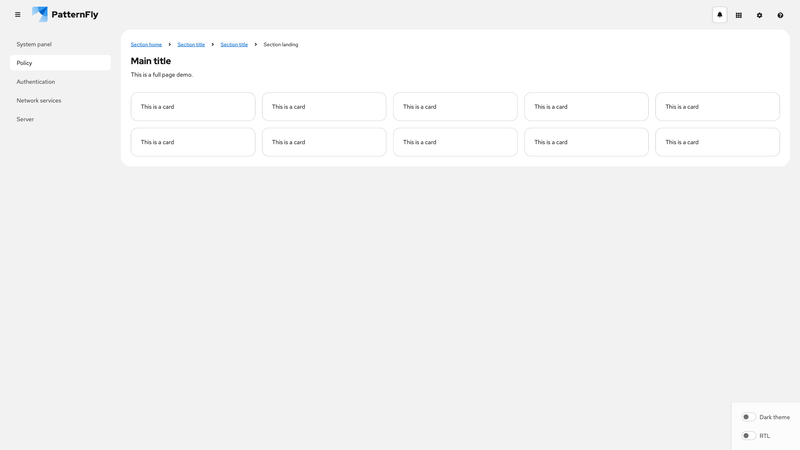 PatternFly
System panel
Policy
Authentication
Network services
Server
Section home Section title Section title Section landing
Main title
This is a full page demo.
This is a card This is a card This is a card This is a card This is a card
This is a card This is a card This is a card This is a card This is a card
Dark theme
RTL